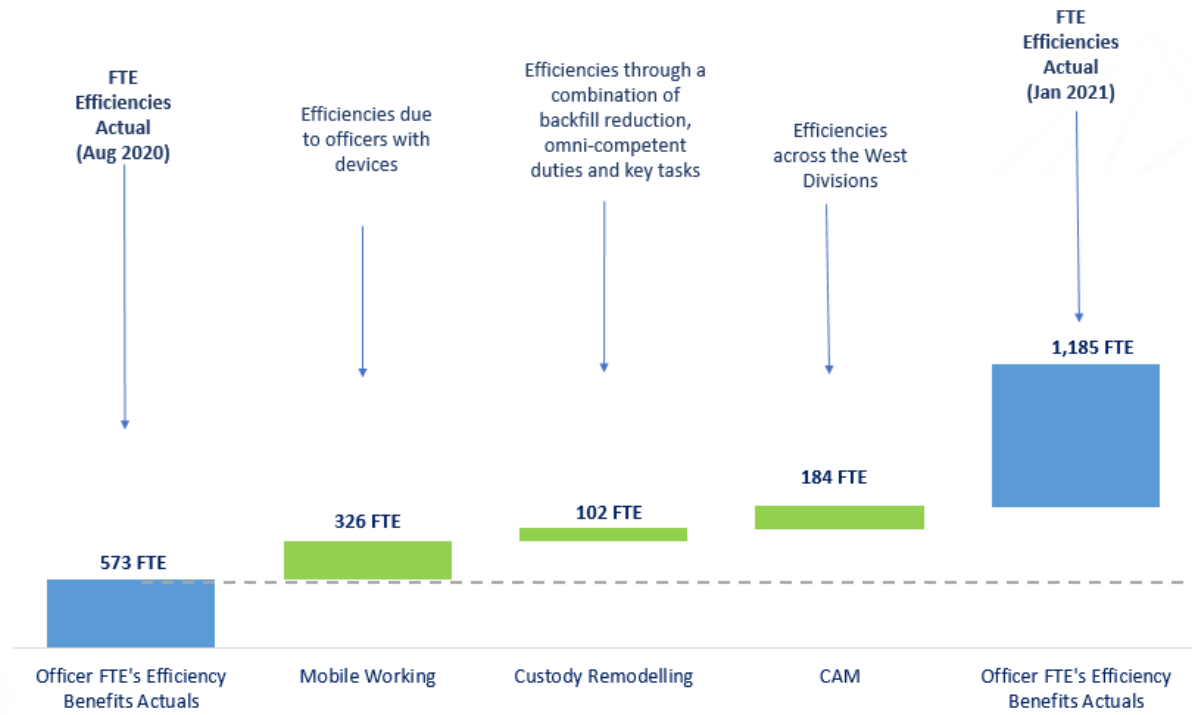 FTE
Efficiencies
Actual
(Aug 2020)
Efficiencies due
to officers with
devices
Efficiencies through a
combination of
backfill reduction,
omni-competent
duties and key tasks
Efficiencies
across the West
Divisions
FTE
Efficiencies
Actual
(Jan 2021)
573 FTE
326 FTE
102 FTE
184 FTE
1,185 FTE
Officer FTE's Efficiency
Benefits Actuals
Mobile Working
Custody Remodelling
CAM
Officer FTE's Efficiency
Benefits Actuals